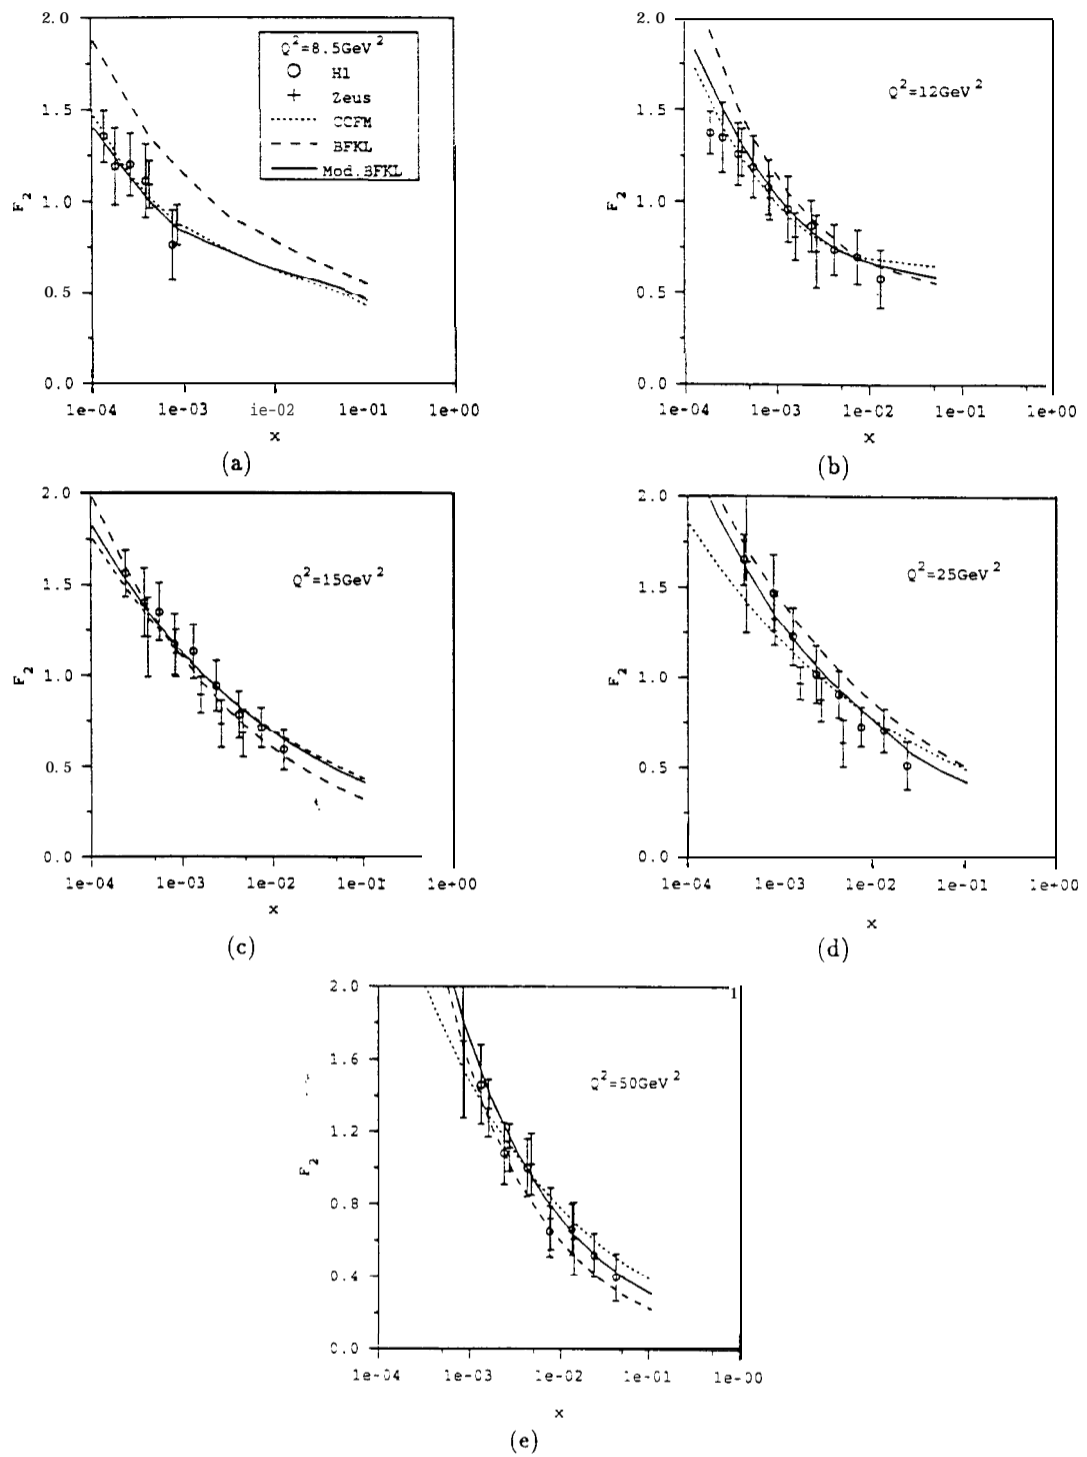 2.0
1.5
1.0
0.5
0.0
F2
Q²=8.5GeV²
H1
Zeus
CCFM
BFKL
Mod.BFKL
1e-04 1e-03 1e-02 1e-01 1e+00
x
(a)
2.0
1.5
1.0
0.5
0.0
F2
Q²=12GeV²
1e-04 1e-03 1e-02 1e-01 1e+00
x
(b)
2.0
1.5
1.0
0.5
0.0
F2
Q²=15GeV²
1e-04 1e-03 1e-02 1e-01 1e+00
x
(c)
2.0
1.5
1.0
0.5
0.0
F2
Q²=25GeV²
1e-04 1e-03 1e-02 1e-01 1e+00
x
(d)
2.0
1.6
1.2
0.8
0.4
0.0
F2
1
Q²=50GeV²
1e-04 1e-03 1e-02 1e-01 1e-00
x
(e)